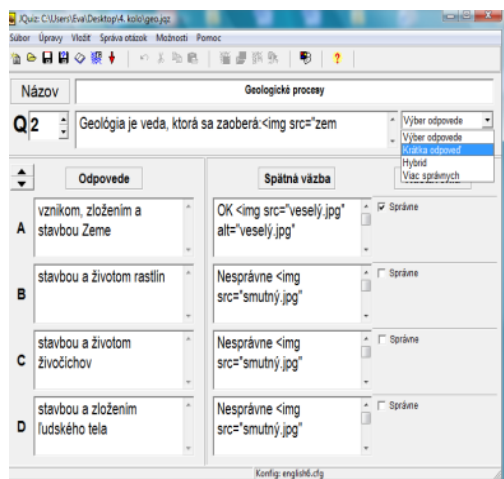 JQuiz: C:\Users\Eva\Desktop\4. kolo\geo.jqz
Súbor Úpravy Vložiť Správa otázok Možnosti Pomoc
Názov
Geologické procesy
Q 2
Geológia je veda, ktorá sa zaoberá:<img src="zem
Výber odpovede
Výber odpovede
Krátka odpoveď
Hybrid
Viac správnych
Odpovede
Spätná väzba
A
vznikom, zložením a
stavbou Zeme
OK <img src="veselý.jpg"
alt="veselý.jpg"
Správne
B
stavbou a životom rastlín
Nesprávne <img
src="smutný.jpg"
Správne
C
stavbou a životom
živočíchov
Nesprávne <img
src="smutný.jpg"
Správne
D
stavbou a zložením
ľudského tela
Nesprávne <img
src="smutný.jpg"
Správne
Konfig: english6.cfg